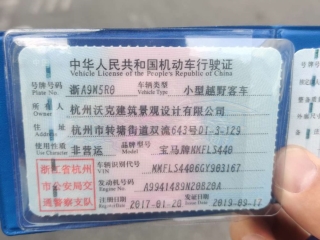 中华人民共和国机动车行驶证
Vehicle License of the People's Republic of China
号牌号码 Plate No. 浙A9W5R0 车辆类型 Vehicle Type 小型越野客车
所有人 Owner 杭州沃克建筑景观设计有限公司
住址 Address 杭州市转塘街道双流643号01-3-129
使用性质 Use Character 非营运 品牌型号 Model 宝马牌WXFLS440
浙江省杭州
市公安局交
通警察支队
车辆识别代号 VIN
发动机号码 Engine No. A9941489N20B20A
注册日期 Register Date 2017-01-20 发证日期 Issue Date 2019-09-17